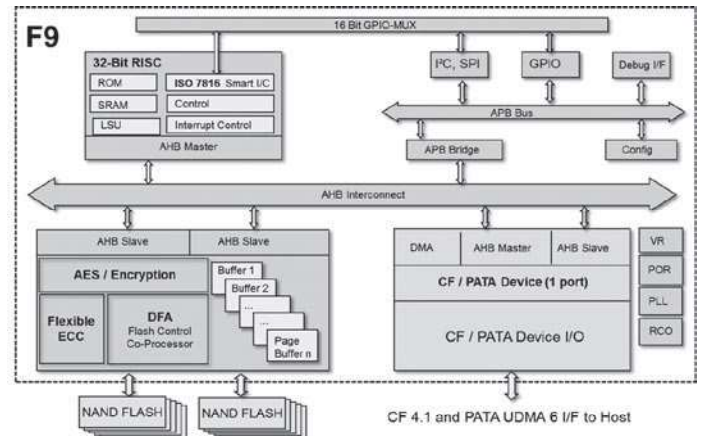 F9
16 Bit GPIO-MUX
32-Bit RISC
ROM
ISO 7816 Smart I/C
SRAM
Control
LSU
Interrupt Control
AHB Master
I²C, SPI
GPIO
Debug I/F
APB Bus
APB Bridge
Config
AHB Interconnect
AHB Slave
AHB Slave
AES / Encryption
Flexible
ECC
DFA
Flash Control
Co-Processor
Buffer 1
Buffer 2
...
...
Page
Buffer n
DMA
AHB Master
AHB Slave
CF / PATA Device (1 port)
CF / PATA Device I/O
VR
POR
PLL
RCO
NAND FLASH
NAND FLASH
CF 4.1 and PATA UDMA 6 I/F to Host